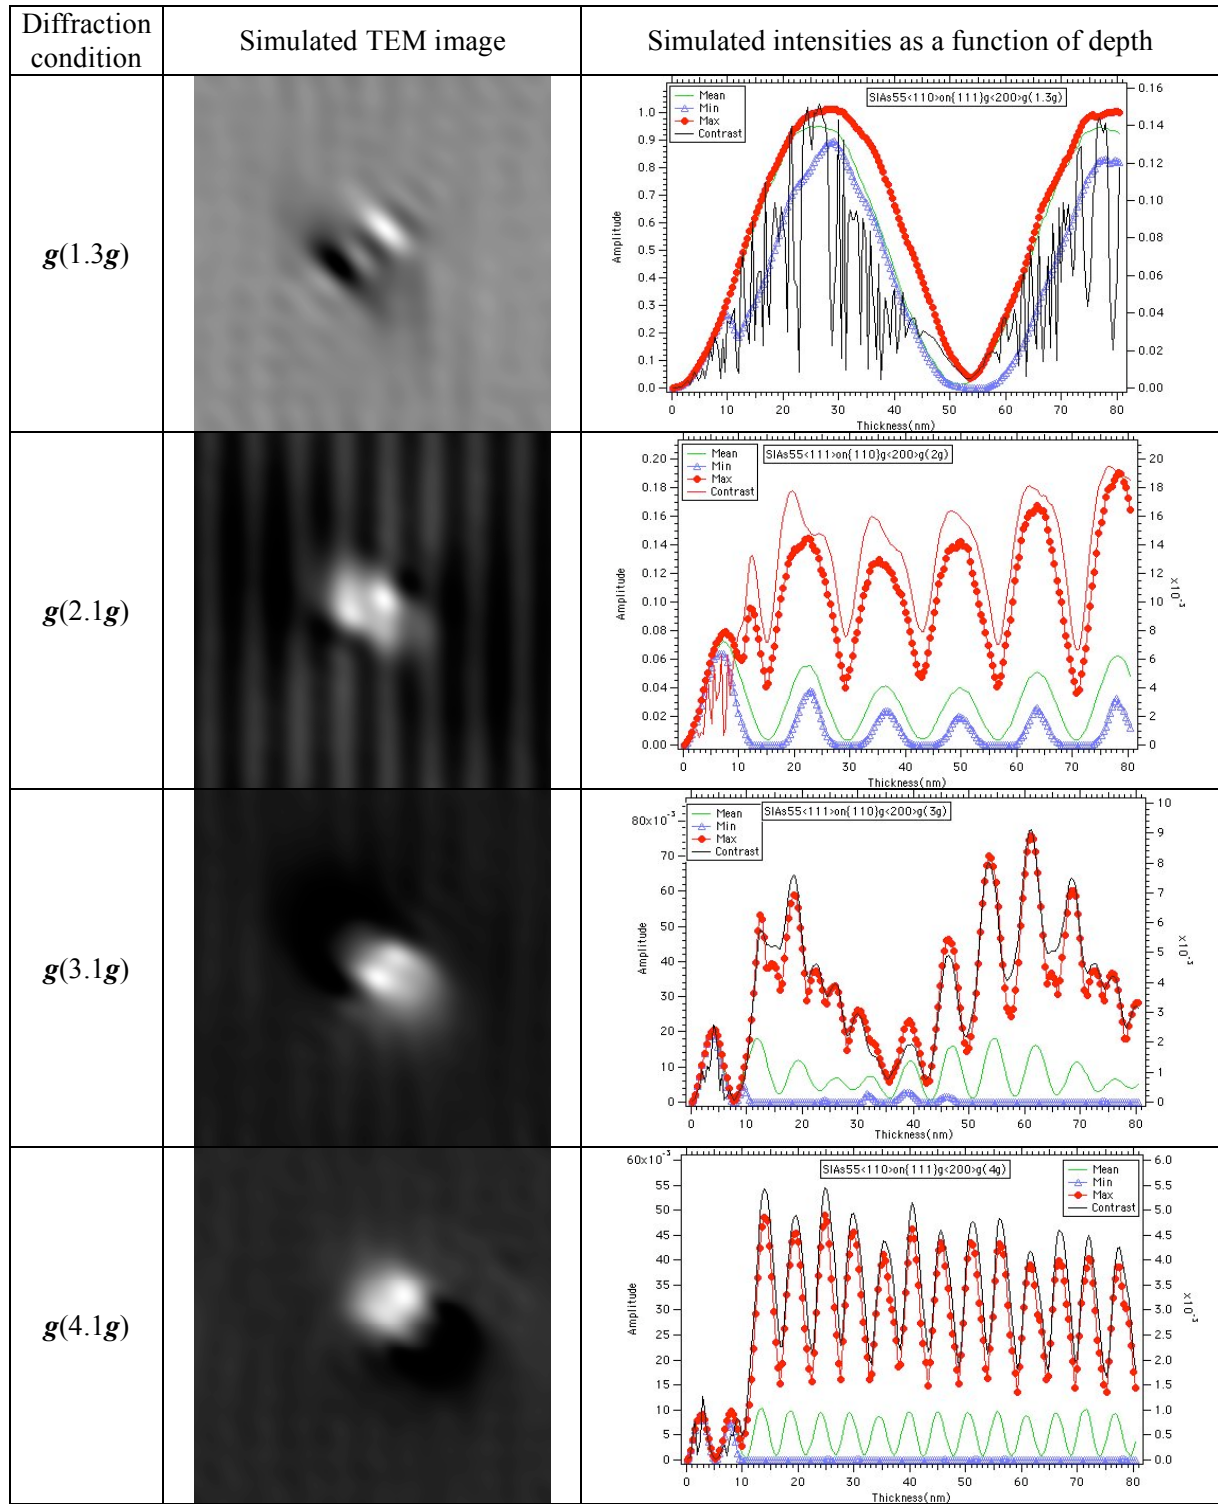 Diffraction
condition
Simulated TEM image
Simulated intensities as a function of depth
g(1.3g)
Mean
Min
Max
Contrast
SIAs55<110>on{111}g<200>g(1.3g)
1.0
0.9
0.8
0.7
0.6
0.5
0.4
0.3
0.2
0.1
0.0
Amplitude
0.16
0.14
0.12
0.10
0.08
0.06
0.04
0.02
0.00
0 10 20 30 40 50 60 70 80
Thickness(nm)
g(2.1g)
Mean
Min
Max
Contrast
SIAs55<111>on{110}g<200>g(2g)
0.20
0.18
0.16
0.14
0.12
0.10
0.08
0.06
0.04
0.02
0.00
Amplitude
20
18
16
14
12
10
8
6
4
2
0
x10⁻³
0 10 20 30 40 50 60 70 80
Thickness(nm)
g(3.1g)
Mean
Min
Max
Contrast
SIAs55<111>on{110}g<200>g(3g)
80x10⁻³
70
60
50
40
30
20
10
0
Amplitude
10
9
8
7
6
5
4
3
2
1
0
x10⁻³
0 10 20 30 40 50 60 70 80
Thickness(nm)
g(4.1g)
SIAs55<110>on{111}g<200>g(4g)
Mean
Min
Max
Contrast
60x10⁻³
55
50
45
40
35
30
25
20
15
10
5
0
Amplitude
6.0
5.5
5.0
4.5
4.0
3.5
3.0
2.5
2.0
1.5
1.0
0.5
0.0
x10⁻³
0 10 20 30 40 50 60 70 80
Thickness(nm)